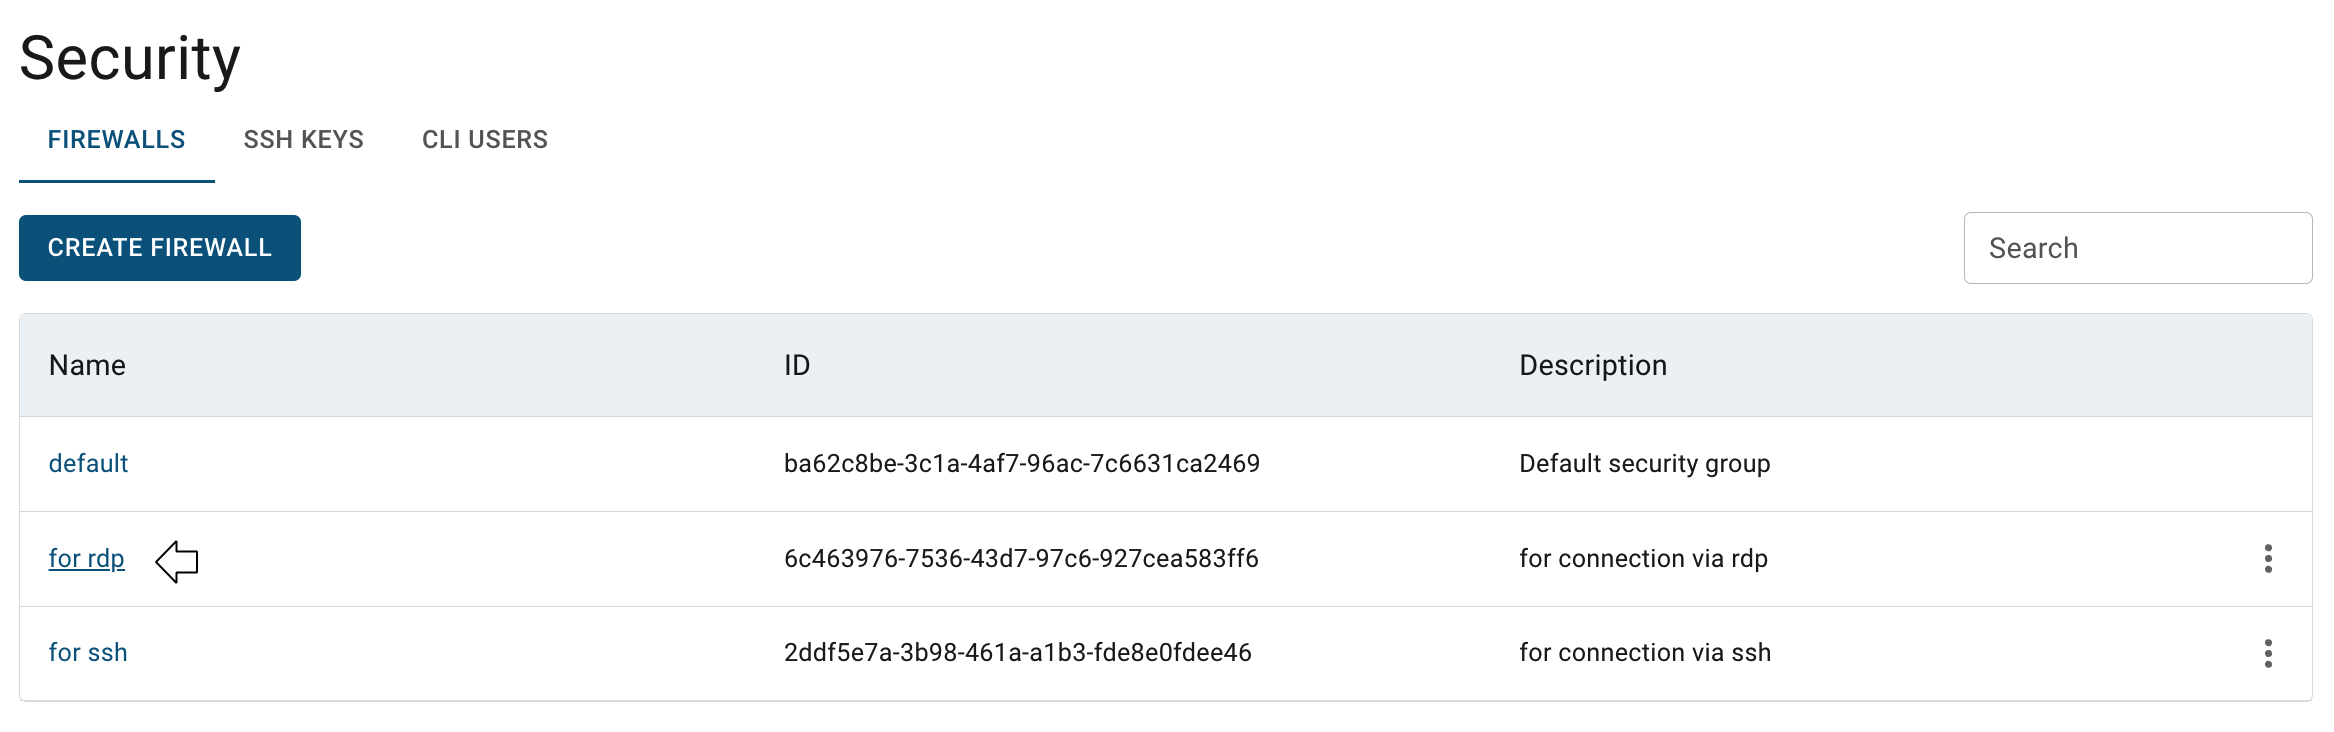 Security
FIREWALLS SSH KEYS CLI USERS
CREATE FIREWALL Search
Name ID Description
default ba62c8be-3c1a-4af7-96ac-7c6631ca2469 Default security group
for rdp 6c463976-7536-43d7-97c6-927cea583ff6 for connection via rdp
for ssh 2ddf5e7a-3b98-461a-a1b3-fde8e0fdee46 for connection via ssh